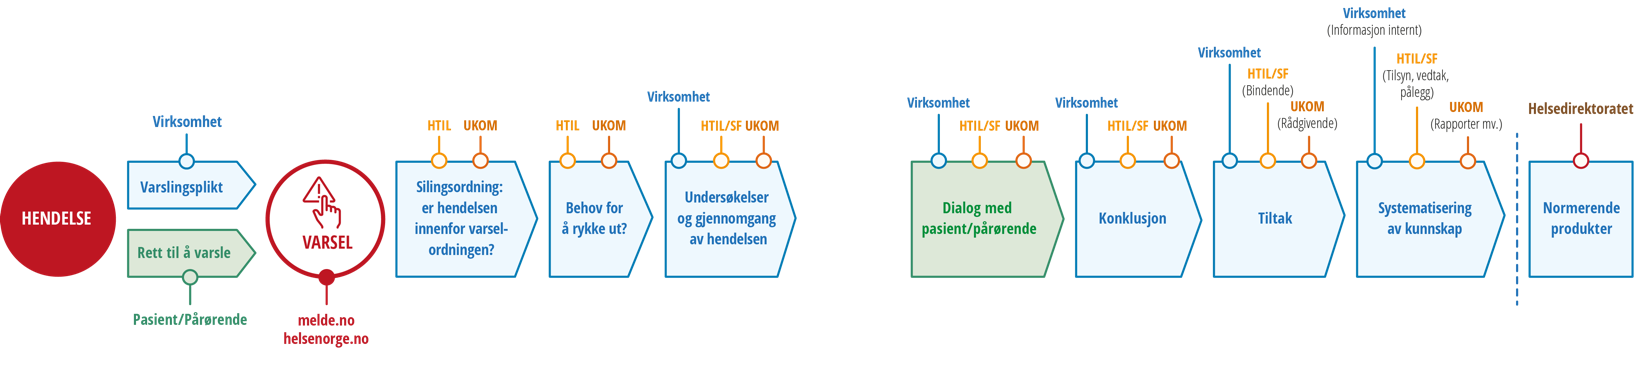 HENDELSE
Virksomhet
Varslingsplikt
Rett til å varsle
Pasient/Pårørende
VARSEL
melde.no
helsenorge.no
HTIL
UKOM
Silingsordning:
er hendelsen
innenfor varsel-
ordningen?
HTIL
UKOM
Behov for
å rykke ut?
Virksomhet
HTIL/SF
UKOM
Undersøkelser
og gjennomgang
av hendelsen
Virksomhet
HTIL/SF
UKOM
Dialog med
pasient/pårørende
Virksomhet
HTIL/SF
UKOM
Konklusjon
Virksomhet
HTIL/SF
(Bindende)
UKOM
(Rådgivende)
Tiltak
Virksomhet
(Informasjon internt)
HTIL/SF
(Tilsyn, vedtak,
pålegg)
UKOM
(Rapporter mv.)
Systematisering
av kunnskap
Helsedirektoratet
Normerende
produkter